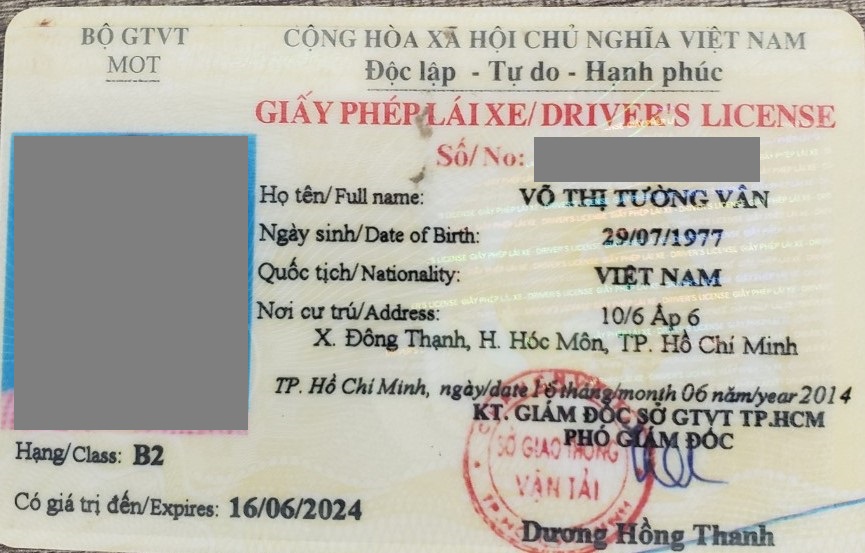 BỘ GTVT
MOT
CỘNG HÒA XÃ HỘI CHỦ NGHĨA VIỆT NAM
Độc lập - Tự do - Hanh phúc
GIẤY PHÉP LÁI XE/ DRIVER'S LICENSE
Số/ No:
Họ tên/ Full name: VÕ THỊ TƯỜNG VÂN
Ngày sinh/ Date of Birth: 29/07/1977
Quốc tịch/ Nationality: VIỆT NAM
Nơi cư trú/ Address: 10/6 Ấp 6
X. Đông Thạnh, H. Hóc Môn, TP. Hồ Chí Minh
TP. Hồ Chí Minh, ngày/date 16 tháng/month 06 năm/year 2014
KT. GIÁM ĐỐC SỞ GTVT TP.HCM
PHÓ GIÁM ĐỐC
SỞ GIAO THÔNG
VẬN TẢI
Hạng/ Class: B2
Có giá trị đến/ Expires: 16/06/2024
Dương Hồng Thanh